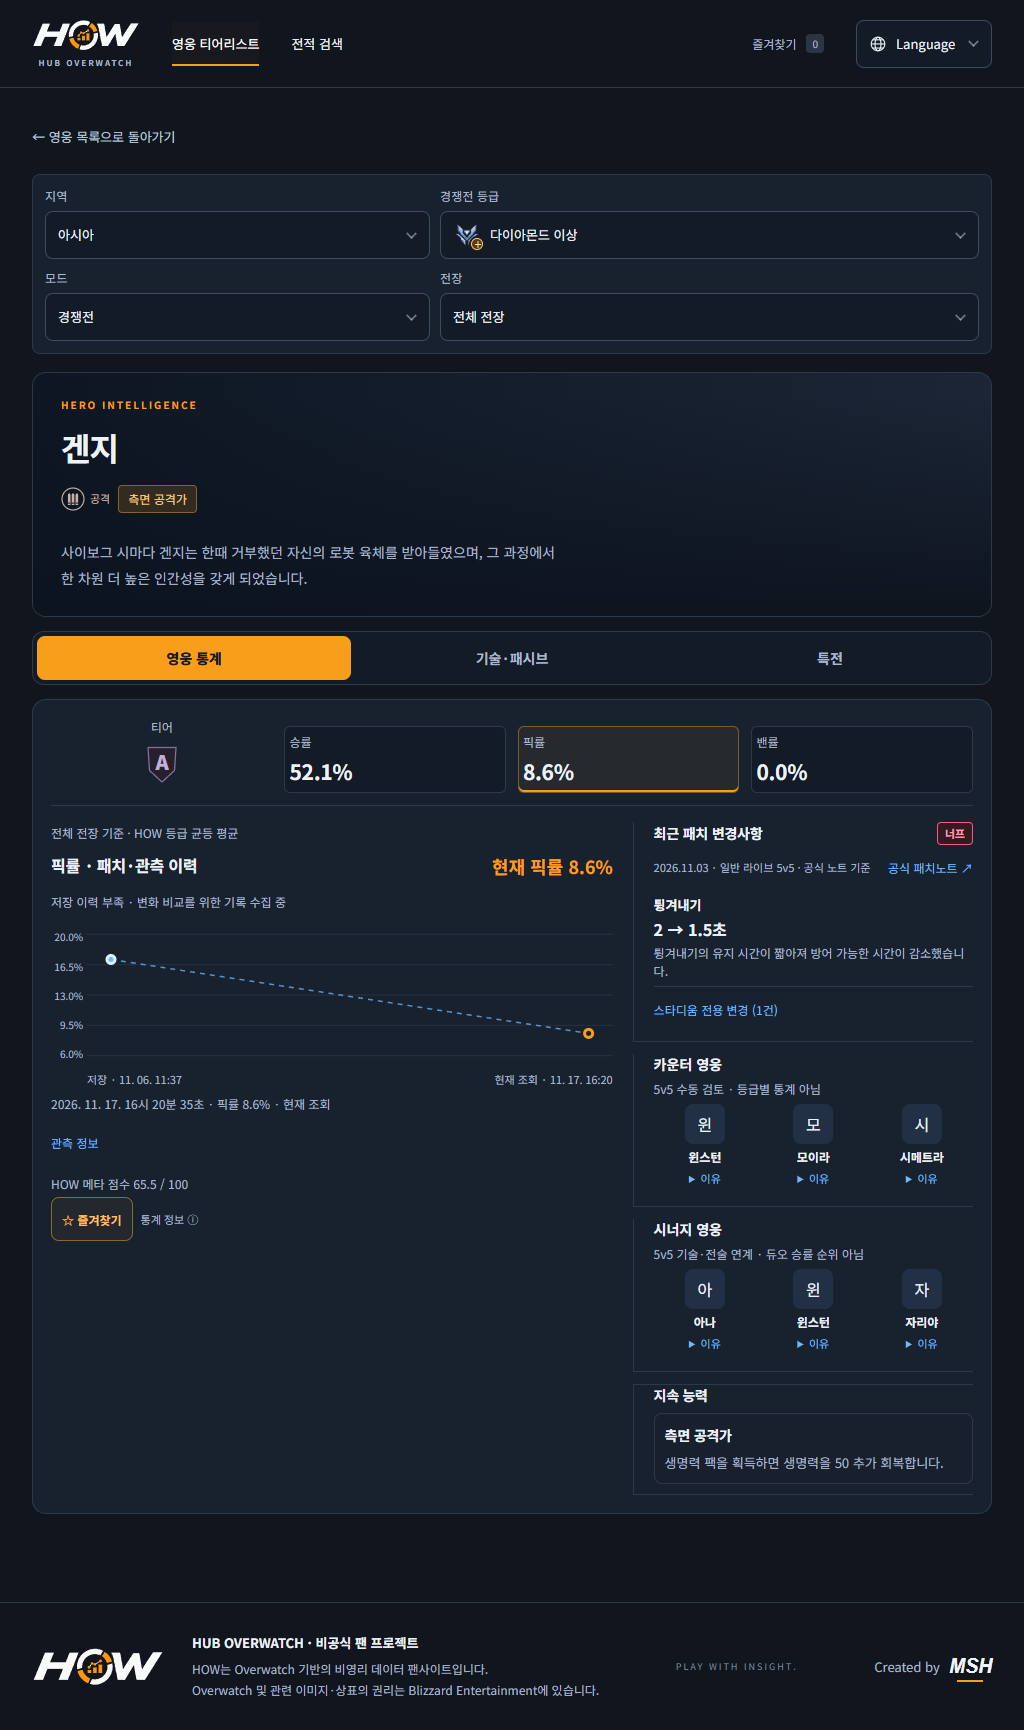 HOW
HUB OVERWATCH
영웅 티어리스트
전적 검색
즐겨찾기 0
Language
← 영웅 목록으로 돌아가기
지역
아시아
경쟁전 등급
다이아몬드 이상
모드
경쟁전
전장
전체 전장
HERO INTELLIGENCE
겐지
공격
측면 공격가
사이보그 시마다 겐지는 한때 거부했던 자신의 로봇 육체를 받아들였으며, 그 과정에서
한 차원 더 높은 인간성을 갖게 되었습니다.
영웅 통계
기술·패시브
특전
티어
A
승률
52.1%
픽률
8.6%
밴률
0.0%
전체 전장 기준 · HOW 등급 균등 평균
픽률 · 패치·관측 이력
현재 픽률 8.6%
저장 이력 부족 · 변화 비교를 위한 기록 수집 중
20.0%
16.5%
13.0%
9.5%
6.0%
저장 · 11. 06. 11:37
현재 조회 · 11. 17. 16:20
2026. 11. 17. 16시 20분 35초 · 픽률 8.6% · 현재 조회
관측 정보
HOW 메타 점수 65.5 / 100
☆ 즐겨찾기
통계 정보 ⓘ
최근 패치 변경사항
너프
2026.11.03 · 일반 라이브 5v5 · 공식 노트 기준
공식 패치노트 ↗
튕겨내기
2 → 1.5초
튕겨내기의 유지 시간이 짧아져 방어 가능한 시간이 감소했습니
다.
스타디움 전용 변경 (1건)
카운터 영웅
5v5 수동 검토 · 등급별 통계 아님
윈
모
시
윈스턴
모이라
시메트라
▶ 이유
▶ 이유
▶ 이유
시너지 영웅
5v5 기술·전술 연계 · 듀오 승률 순위 아님
아
윈
자
아나
윈스턴
자리야
▶ 이유
▶ 이유
▶ 이유
지속 능력
측면 공격가
생명력 팩을 획득하면 생명력을 50 추가 회복합니다.
HOW
HUB OVERWATCH · 비공식 팬 프로젝트
HOW는 Overwatch 기반의 비영리 데이터 팬사이트입니다.
Overwatch 및 관련 이미지·상표의 권리는 Blizzard Entertainment에 있습니다.
PLAY WITH INSIGHT.
Created by MSH